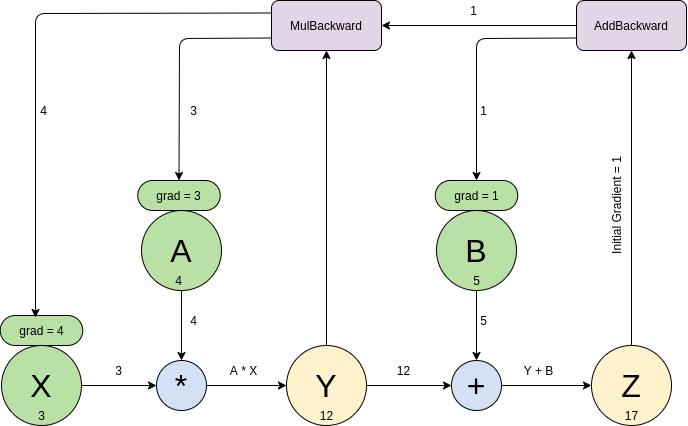 MulBackward
1
AddBackward
4
3
1
grad = 3
grad = 1
Initial Gradient = 1
A
4
B
5
grad = 4
4
5
X
3
3
*
A * X
Y
12
12
+
Y + B
Z
17